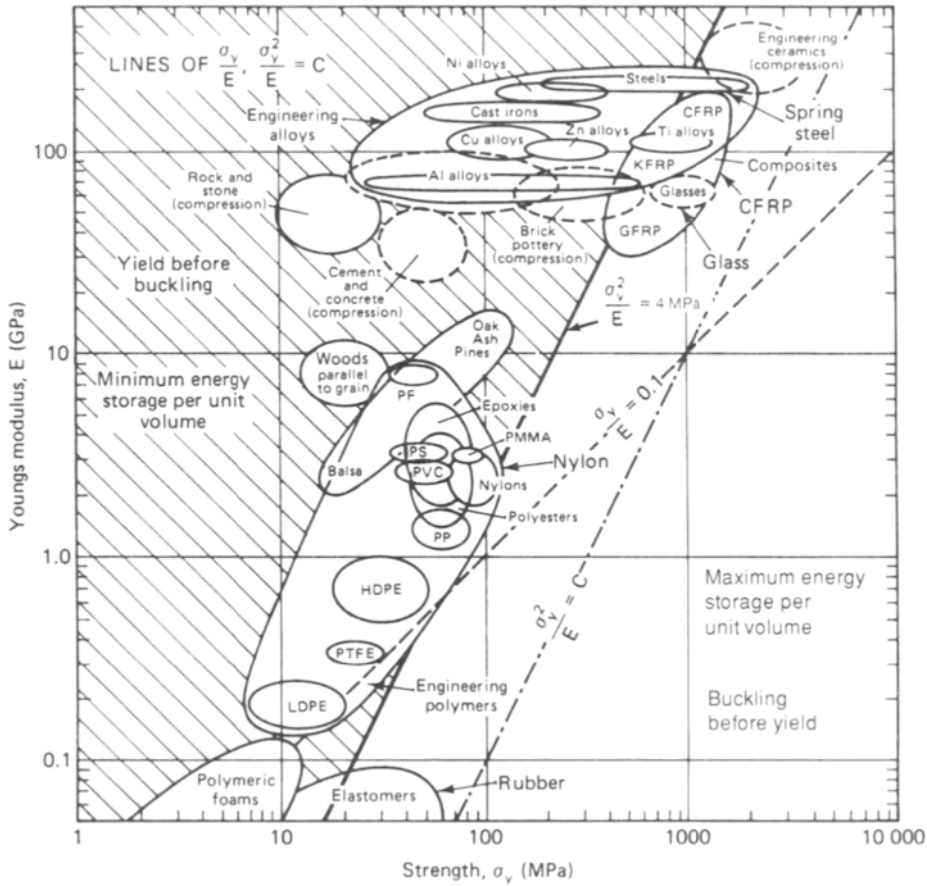 LINES OF σy/E, σy²/E = C
Ni alloys
Engineering
ceramics
(compression)
Steels
Engineering
alloys
Cast irons
CFRP
Spring
steel
Cu alloys
Zn alloys
Ti alloys
100
KFRP
Composites
Rock and
stone
(compression)
Al alloys
Glasses
CFRP
Brick
pottery
(compression)
GFRP
Glass
Yield before
buckling
Cement
and
concrete
(compression)
σy²/E = 4 MPa
Oak
Ash
Pines
10
Woods
parallel
to grain
Minimum energy
storage per unit
volume
PF
Epoxies
σy/E = 0.1
PMMA
PS
Nylon
Balsa
PVC
Nylons
Polyesters
PP
1.0
HDPE
Maximum energy
storage per
unit volume
σy²/E = C
PTFE
Engineering
polymers
LDPE
Buckling
before yield
0.1
Polymeric
foams
Elastomers
Rubber
Youngs modulus, E (GPa)
1
10
100
1000
10 000
Strength, σy (MPa)